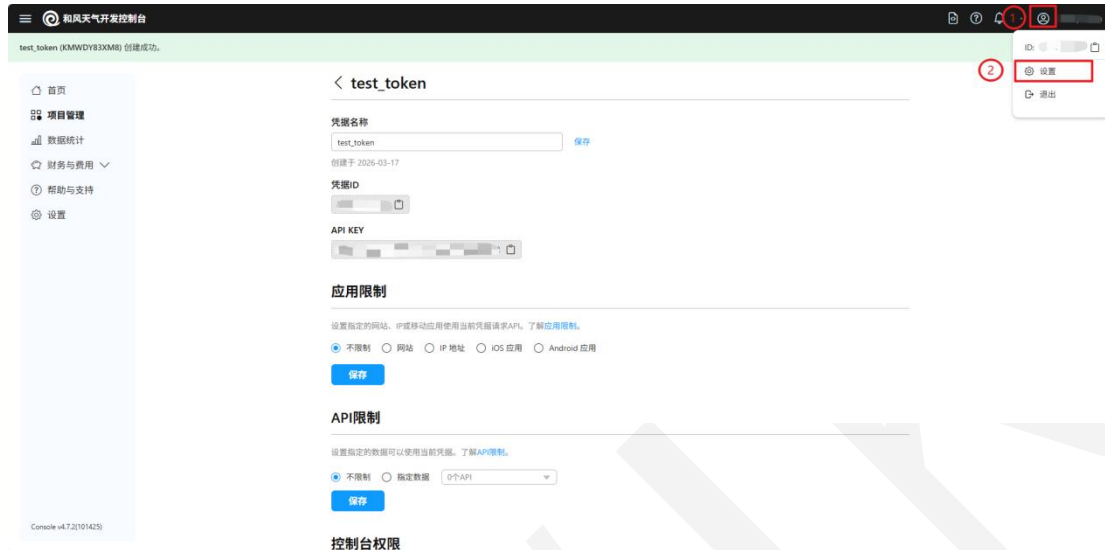 和风天气开发控制台
1
test_token (KMWDY83XM8) 创建成功。
ID:
2
设置
退出
首页
项目管理
数据统计
财务与费用
帮助与支持
设置
test_token
凭据名称
test_token 保存
创建于 2026-03-17
凭据ID
API KEY
应用限制
设置指定的网站、IP或移动应用使用当前凭据请求API。了解应用限制。
不限制 网站 IP 地址 iOS 应用 Android 应用
保存
API限制
设置指定的数据可以使用当前凭据。了解API限制。
不限制 指定数据 0个API
保存
控制台权限
Console v4.7.2(101425)